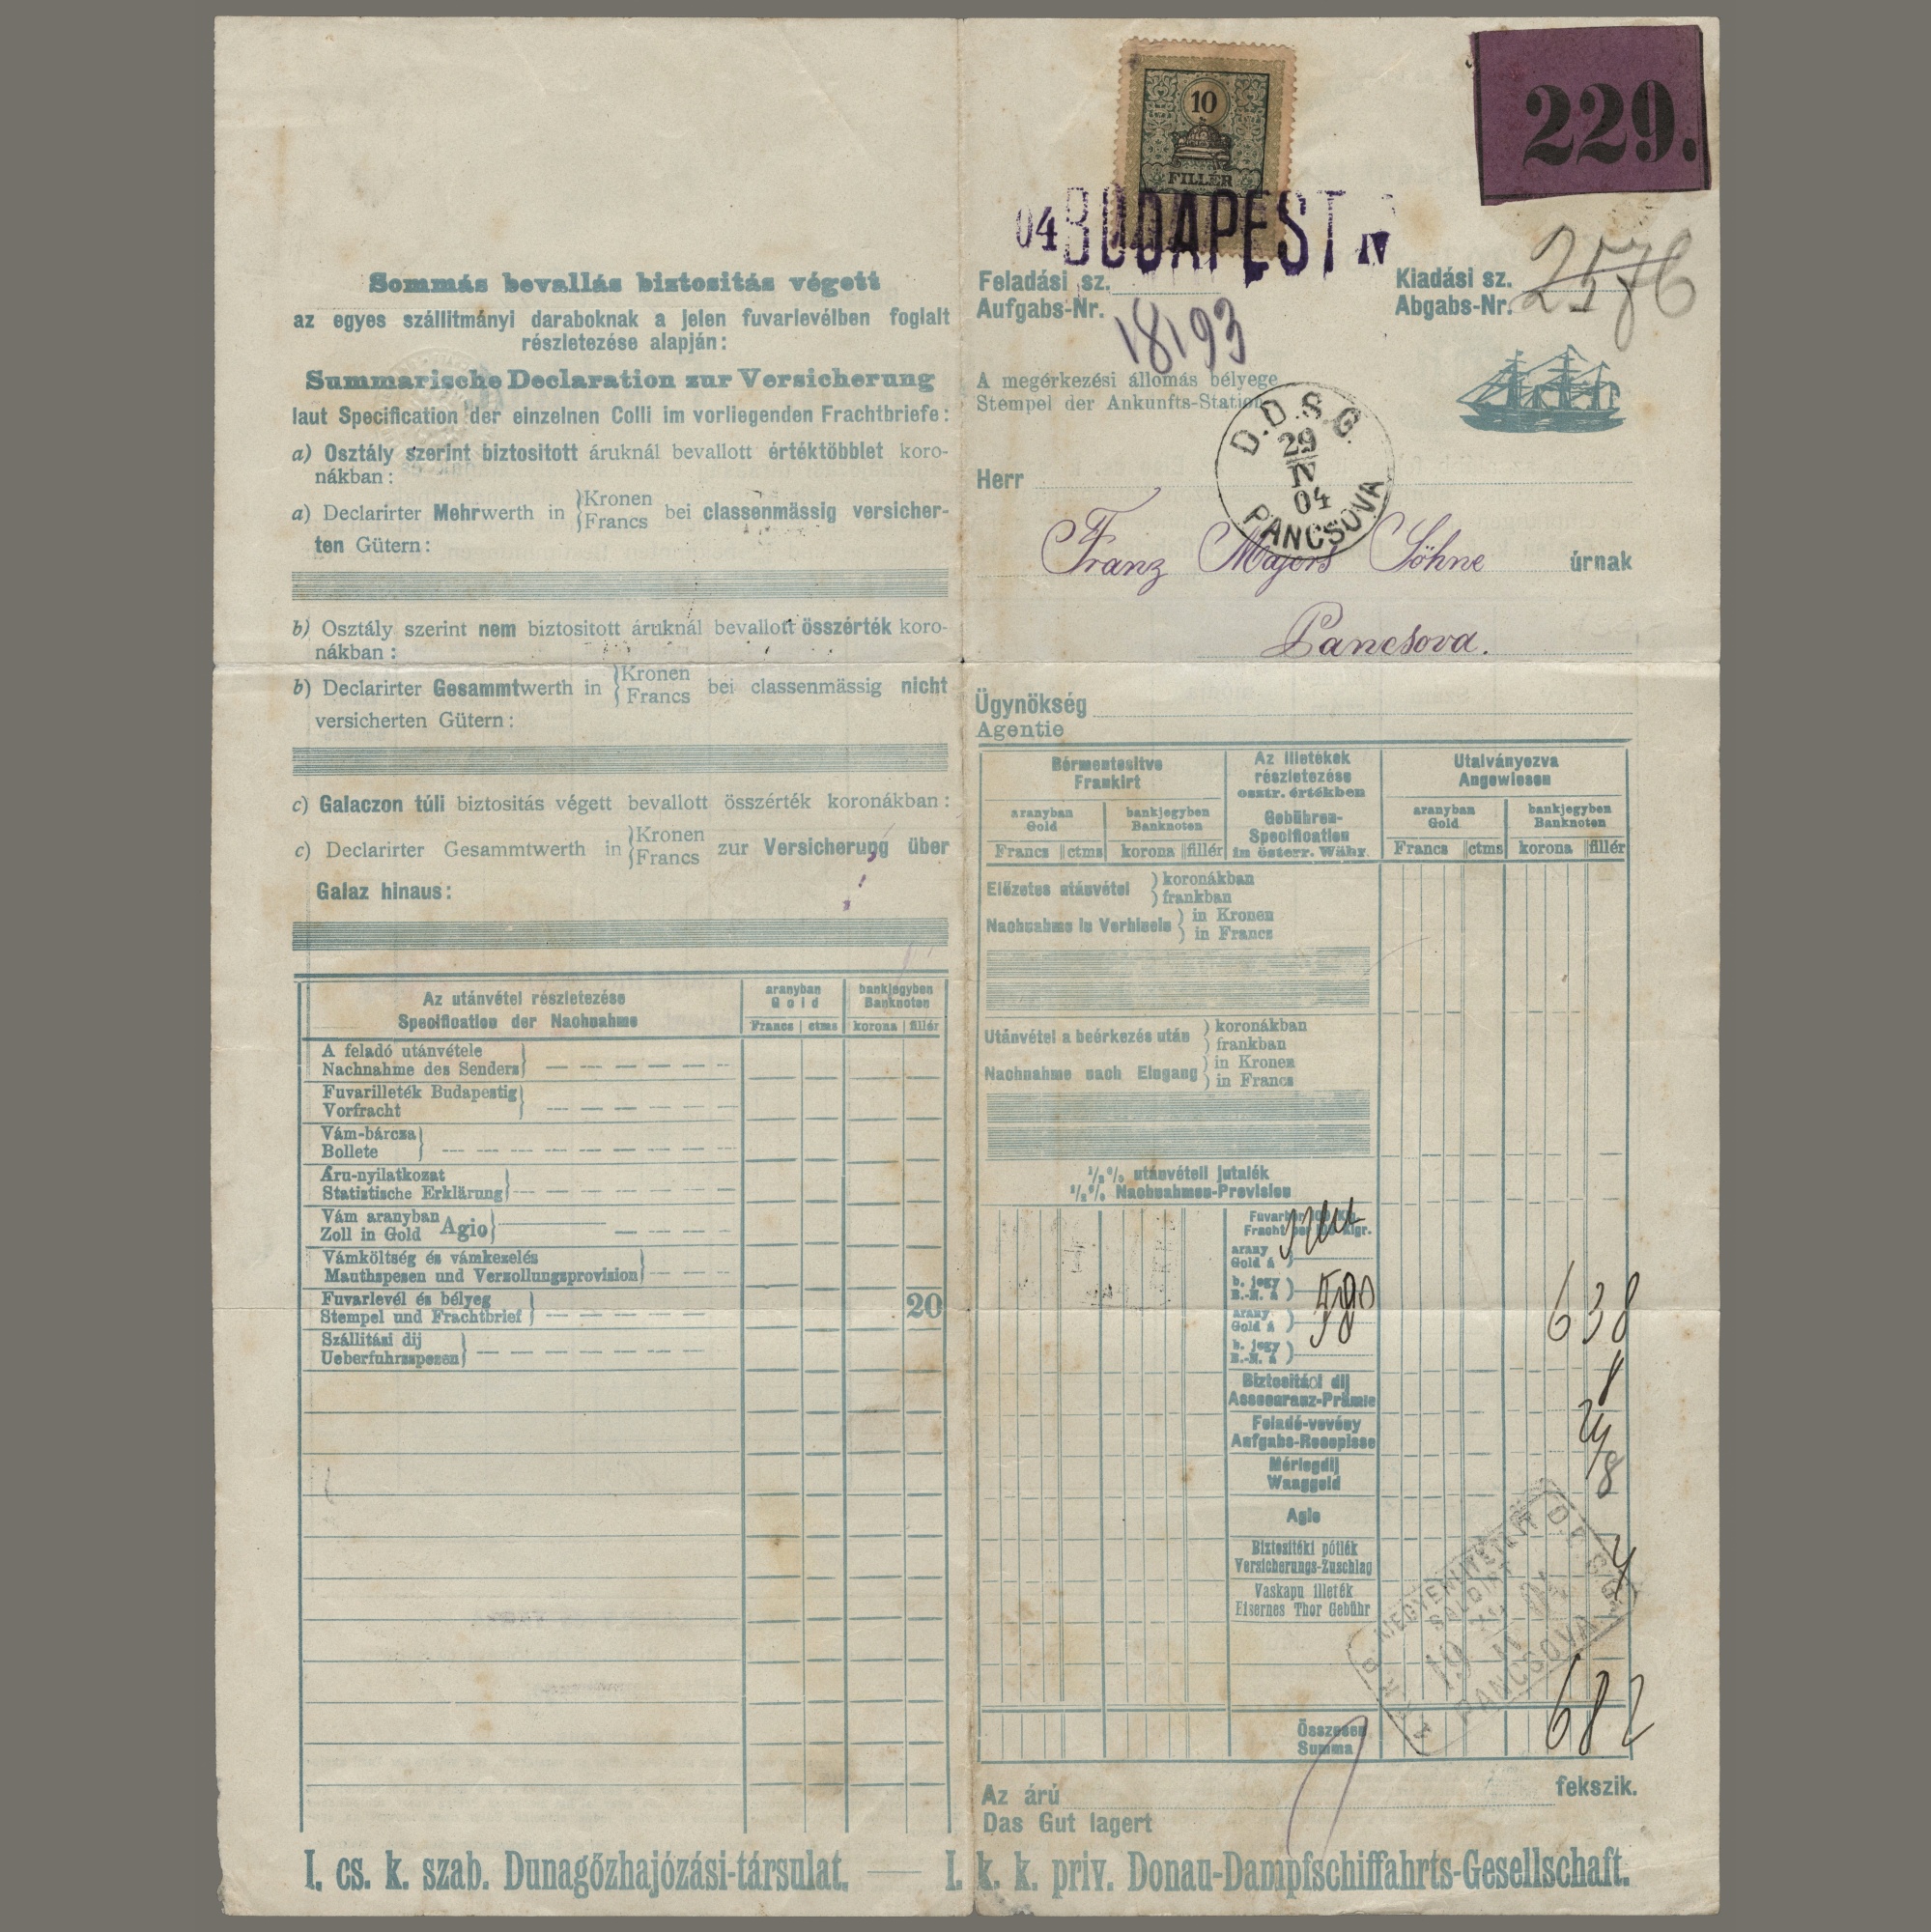 Sommás bevallás biztositás végett
az egyes szállitmányi daraboknak a jelen fuvarlevélben foglalt
részletezése alapján:
Summarische Declaration zur Versicherung
laut Specification der einzelnen Colli im vorliegenden Frachtbriefe:
a) Osztály szerint biztositott áruknál bevallott értéktöbblet koro-
nákban:
a) Declarirter Mehrwerth in Kronen Francs bei classenmässig versicher-
ten Gütern:
b) Osztály szerint nem biztositott áruknál bevallott összérték koro-
nákban:
b) Declarirter Gesammtwerth in Kronen Francs bei classenmässig nicht
versicherten Gütern:
c) Galaczon túli biztositás végett bevallott összérték koronákban:
c) Declarirter Gesammtwerth in Kronen Francs zur Versicherung über
Galaz hinaus:
Az utánvétel részletezése
Specification der Nachnahme
aranyban
Gold
bankjegyben
Banknoten
Francs ctms korona fillér
A feladó utánvétele
Nachnahme des Senders
Fuvarilleték Budapestig
Vorfracht
Vám-bárcza
Bollete
Áru-nyilatkozat
Statistische Erklärung
Vám aranyban
Zoll in Gold Agio
Vámköltség és vámkezelés
Mauthspesen und Verzollungsprovision
Fuvarlevél és bélyeg
Stempel und Frachtbrief 20
Szállitási dij
Ueberfuhrsspesen
10
FILLÉR
229.
04 BUDAPEST IV
Feladási sz.
Aufgabs-Nr. 18193
Kiadási sz.
Abgabs-Nr. 2576
A megérkezési állomás bélyege
Stempel der Ankunfts-Station
D.D.S.G.
29
IV
04
PANCSOVA
Herr
Franz Majors Söhne úrnak
Pancsova.
Ügynökség
Agentie
Bérmentesitve
Frankirt
Az illetékek
részletezése
osztr. értékben
Gebühren-
Specification
in österr. Währ.
Utalványozva
Angewiesen
aranyban
Gold
bankjegyben
Banknoten
aranyban
Gold
bankjegyben
Banknoten
Francs ctms korona fillér
Francs ctms korona fillér
Előzetes utánvétel koronákban frankban
Nachnahme in Verhinein in Kronen in Francs
Utánvétel a beérkezés után koronákban frankban
Nachnahme nach Eingang in Kronen in Francs
1/2 % utánvételi jutalék
1/2 % Nachnahmen-Provision
arany
Gold à
b. jegy
B.-N. à
arany
Gold à
638
b. jegy
B.-N. à
Biztositási dij
Assecuranz-Prämie
Feladó-vevény
Aufgabs-Recepisse
Mérlegdij
Waaggeld
8
Agio
Biztositéki pótlék
Versicherungs-Zuschlag
Vaskapu illeték
Eisernes Thor Gebühr
PANCSOVA
Összesen
Summa
682
Az árú fekszik.
Das Gut lagert
I. cs. k. szab. Dunagőzhajózási-társulat. — I. k. k. priv. Donau-Dampfschiffahrts-Gesellschaft.